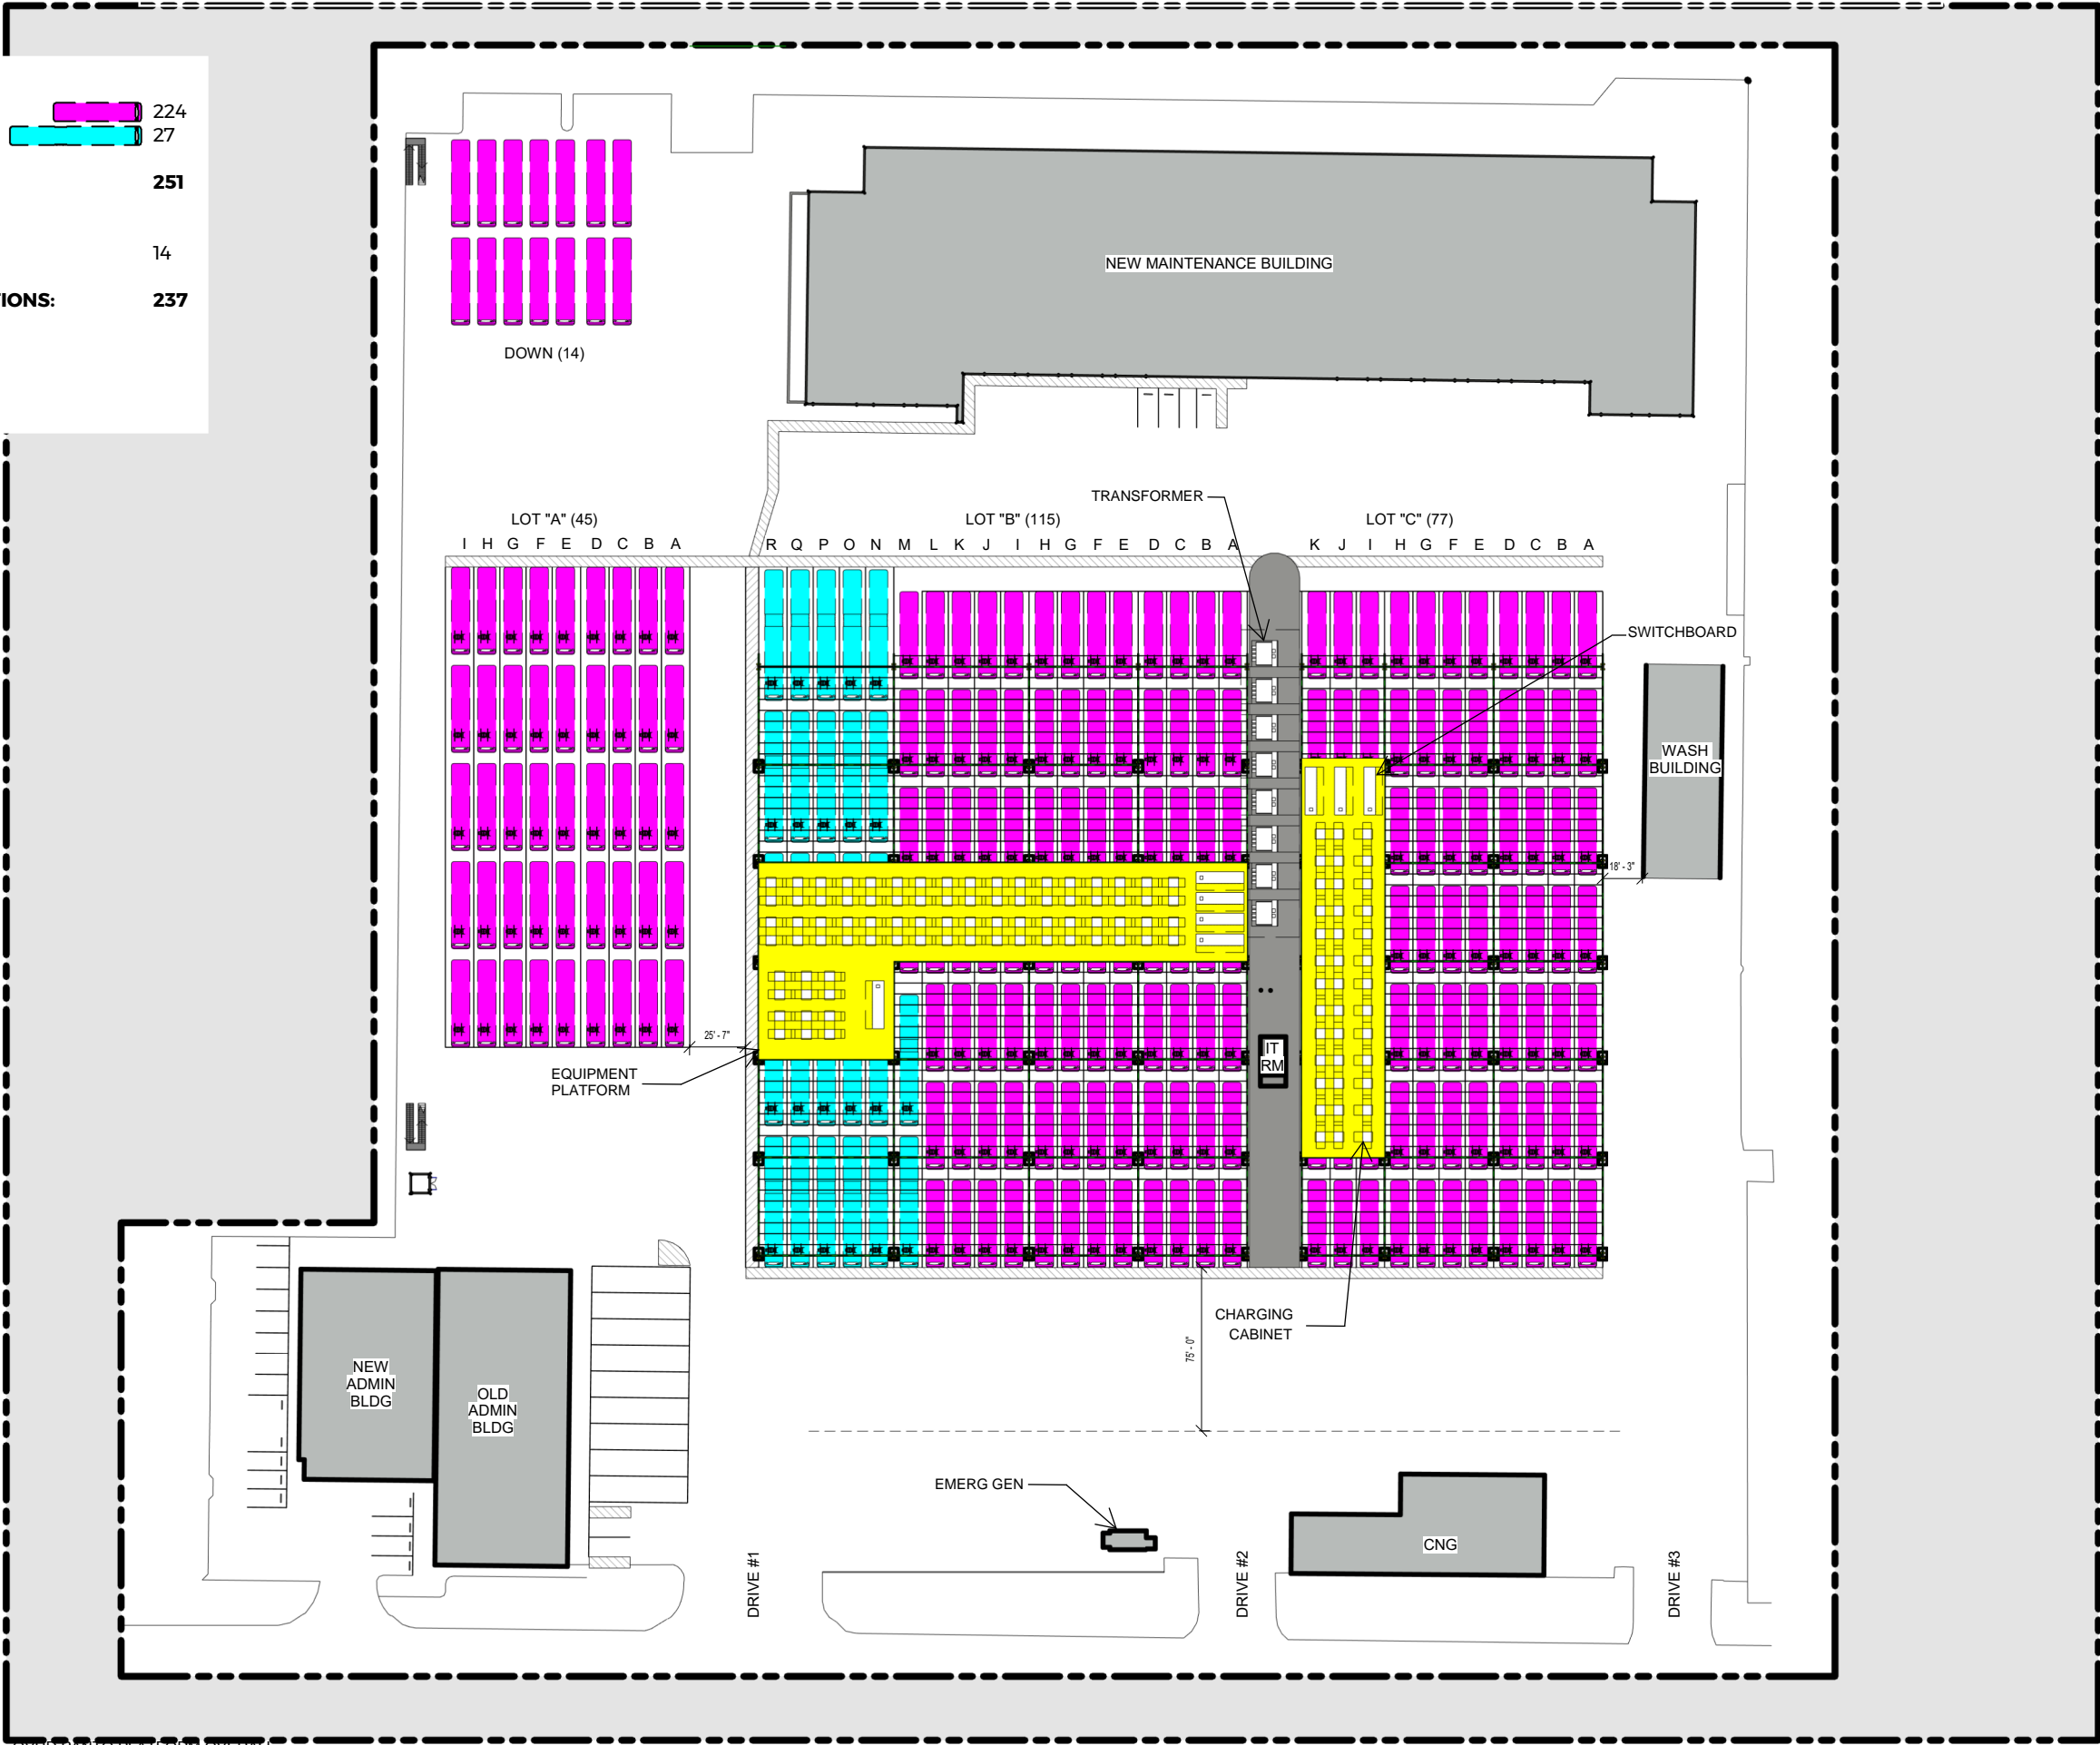 224
27
251
14
TIONS: 237
DOWN (14)
NEW MAINTENANCE BUILDING
TRANSFORMER
LOT "A" (45)
LOT "B" (115)
LOT "C" (77)
I H G F E D C B A
R Q P O N M L K J I H G F E D C B A
K J I H G F E D C B A
SWITCHBOARD
WASH
BUILDING
18' - 3"
25' - 7"
IT
RM
EQUIPMENT
PLATFORM
CHARGING
CABINET
75' - 0"
NEW
ADMIN
BLDG
OLD
ADMIN
BLDG
EMERG GEN
CNG
DRIVE #1
DRIVE #2
DRIVE #3